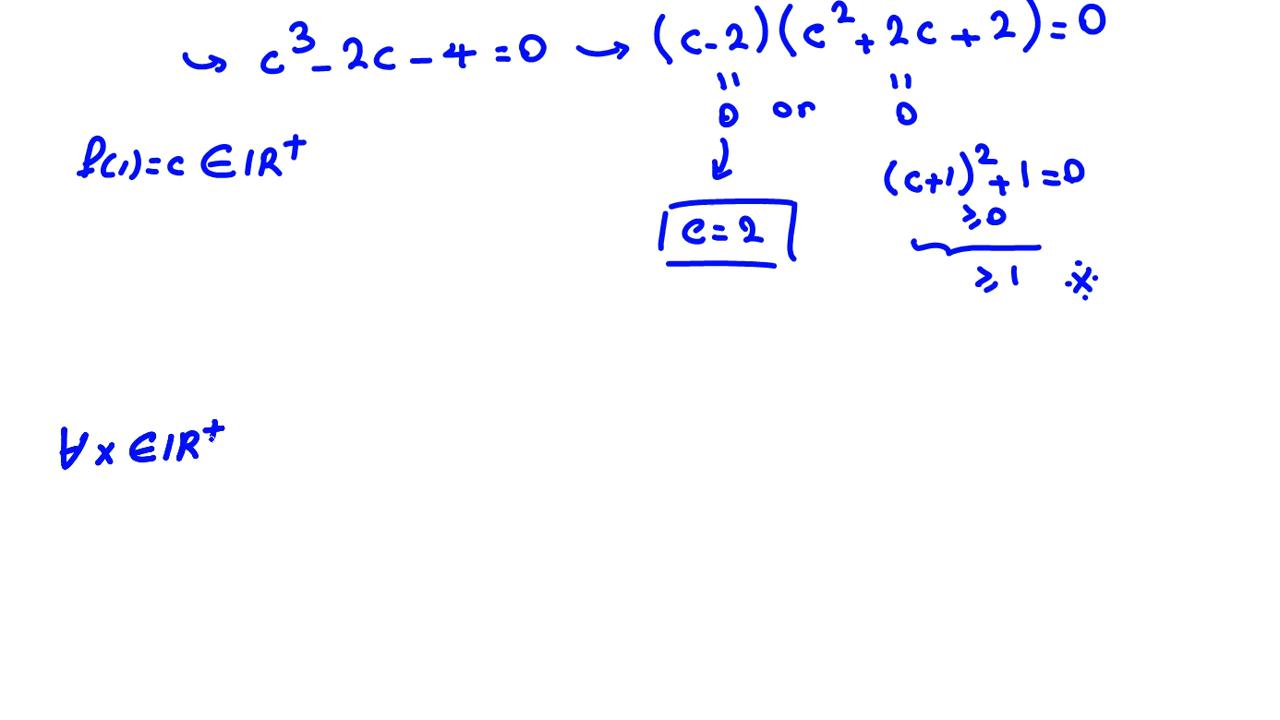 ↪ c³ - 2c - 4 = 0 → (c-2)(c² + 2c + 2) = 0
= 0 or = 0
f(1) = c ∈ ℝ⁺
(c+1)² + 1 = 0
≥ 0
c = 2
≥ 1 ※
∀ x ∈ ℝ⁺